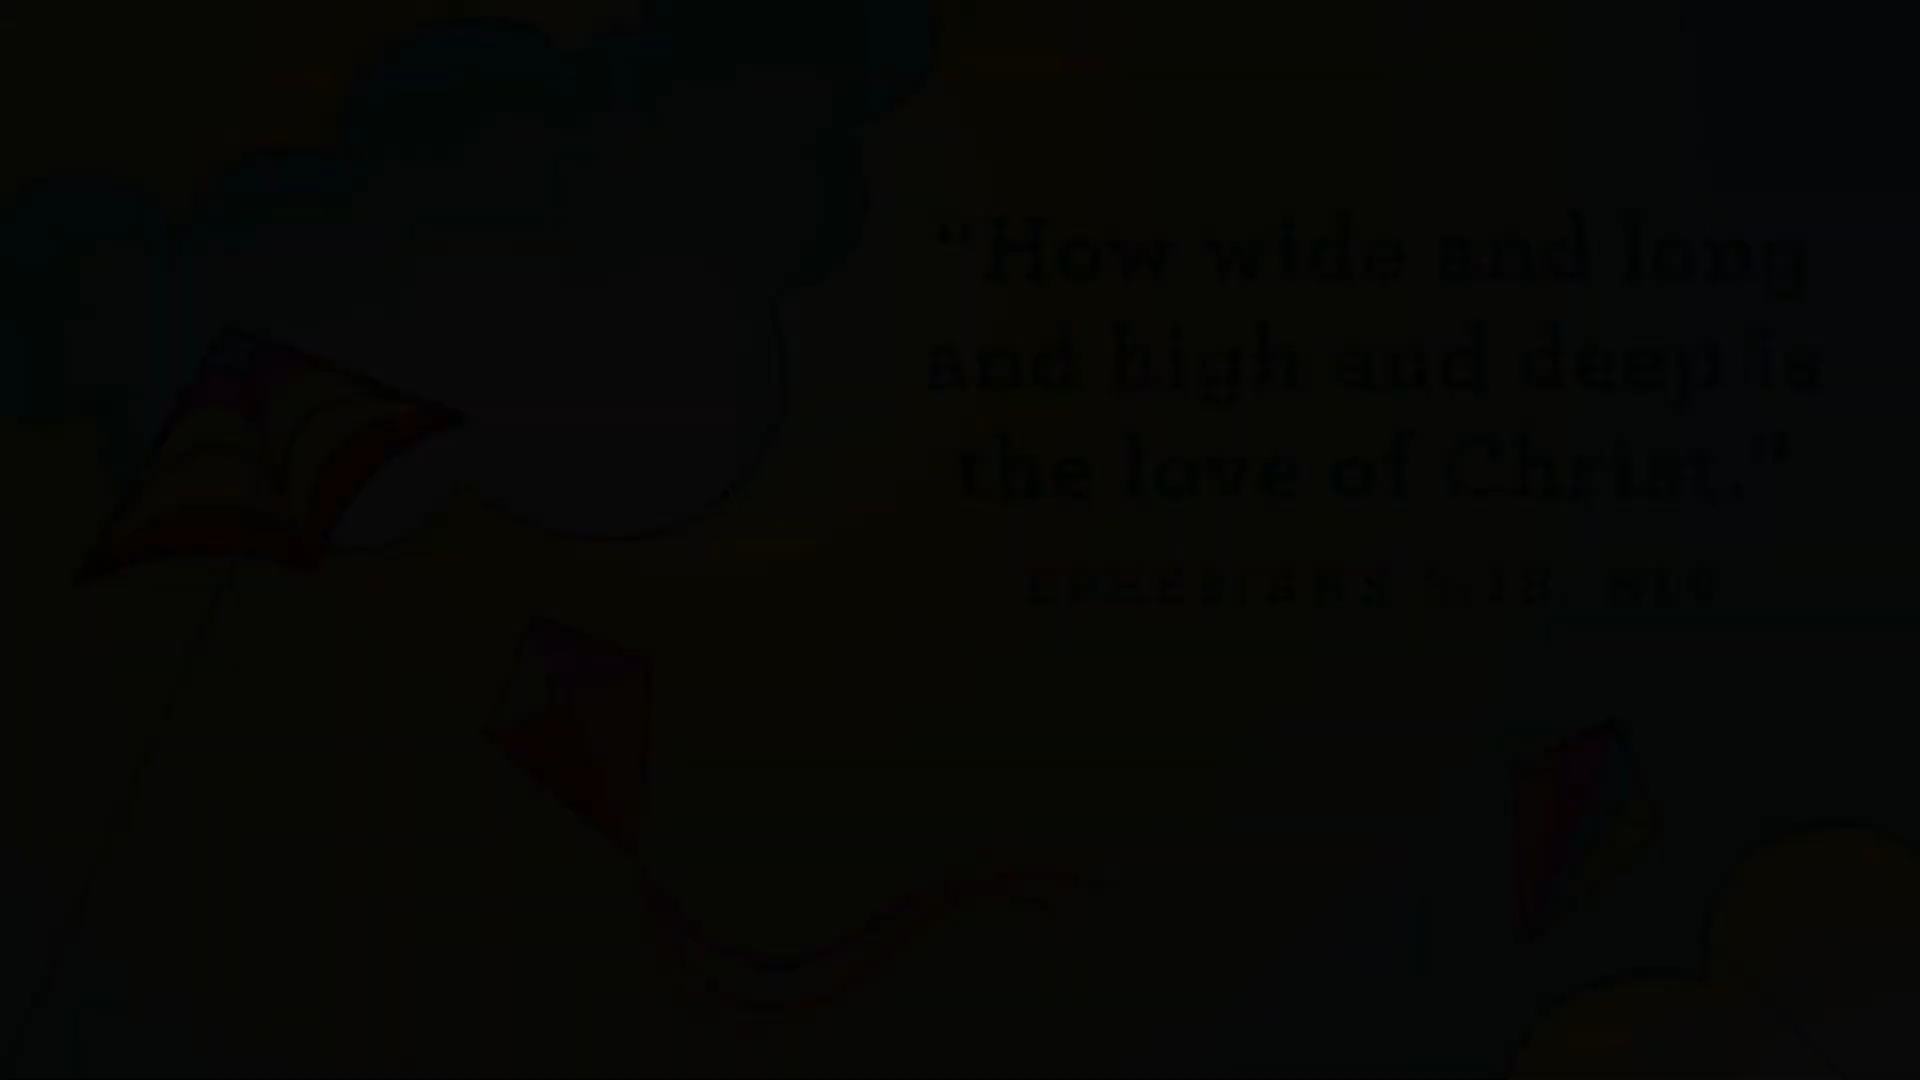 “How wide and long
and high and deep is
the love of Christ.”
EPHESIANS 3:18, NIV